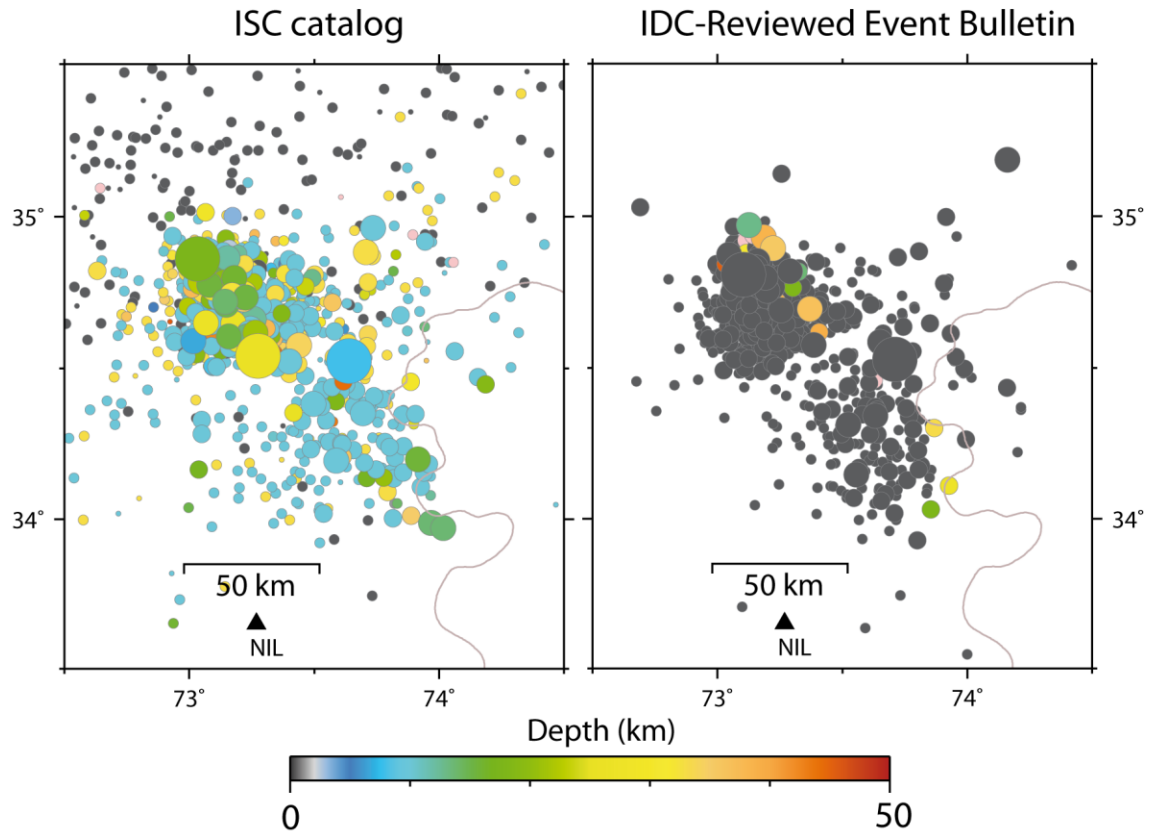 ISC catalog
IDC-Reviewed Event Bulletin
35˚
35˚
34˚
34˚
50 km
50 km
NIL
NIL
73˚
74˚
73˚
74˚
Depth (km)
0
50